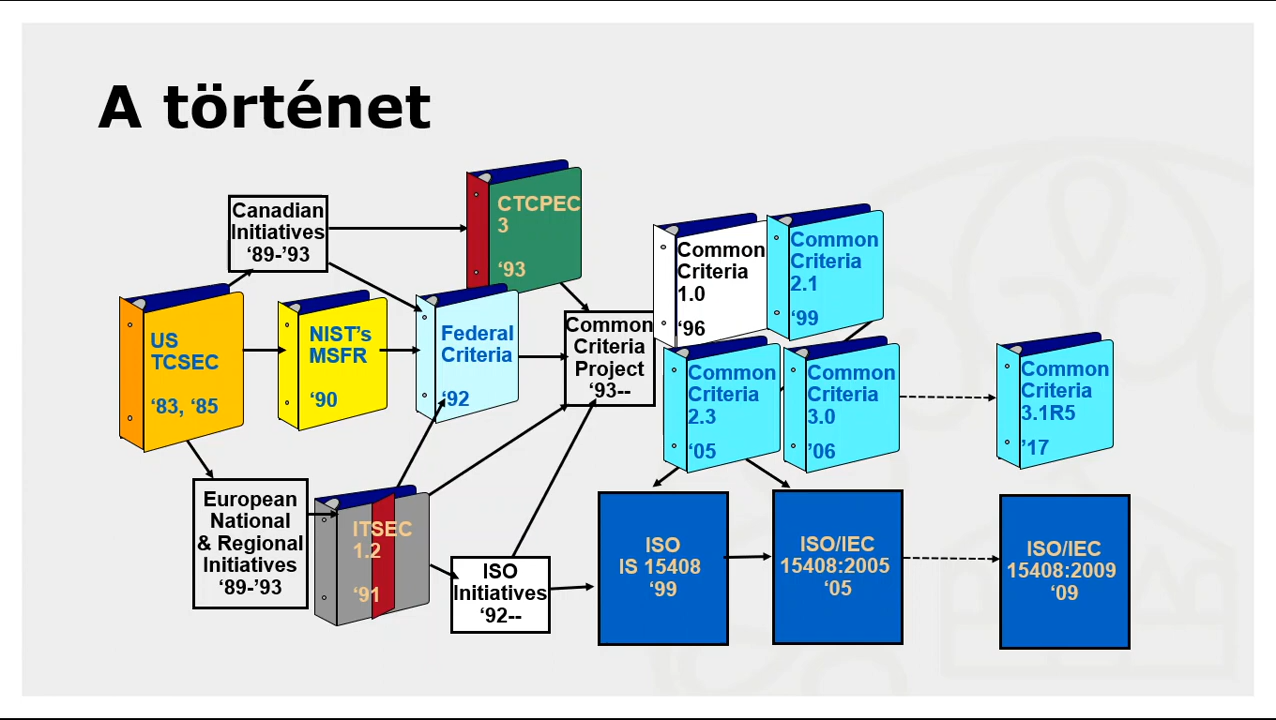 A történet
Canadian
Initiatives
‘89-’93
CTCPEC
3
‘93
Common
Criteria
1.0
‘96
Common
Criteria
2.1
‘99
US
TCSEC
‘83, ‘85
NIST’s
MSFR
‘90
Federal
Criteria
‘92
Common
Criteria
Project
‘93--
Common
Criteria
2.3
‘05
Common
Criteria
3.0
‘06
Common
Criteria
3.1R5
’17
European
National
& Regional
Initiatives
‘89-’93
ITSEC
1.2
‘91
ISO
Initiatives
‘92--
ISO
IS 15408
‘99
ISO/IEC
15408:2005
‘05
ISO/IEC
15408:2009
‘09